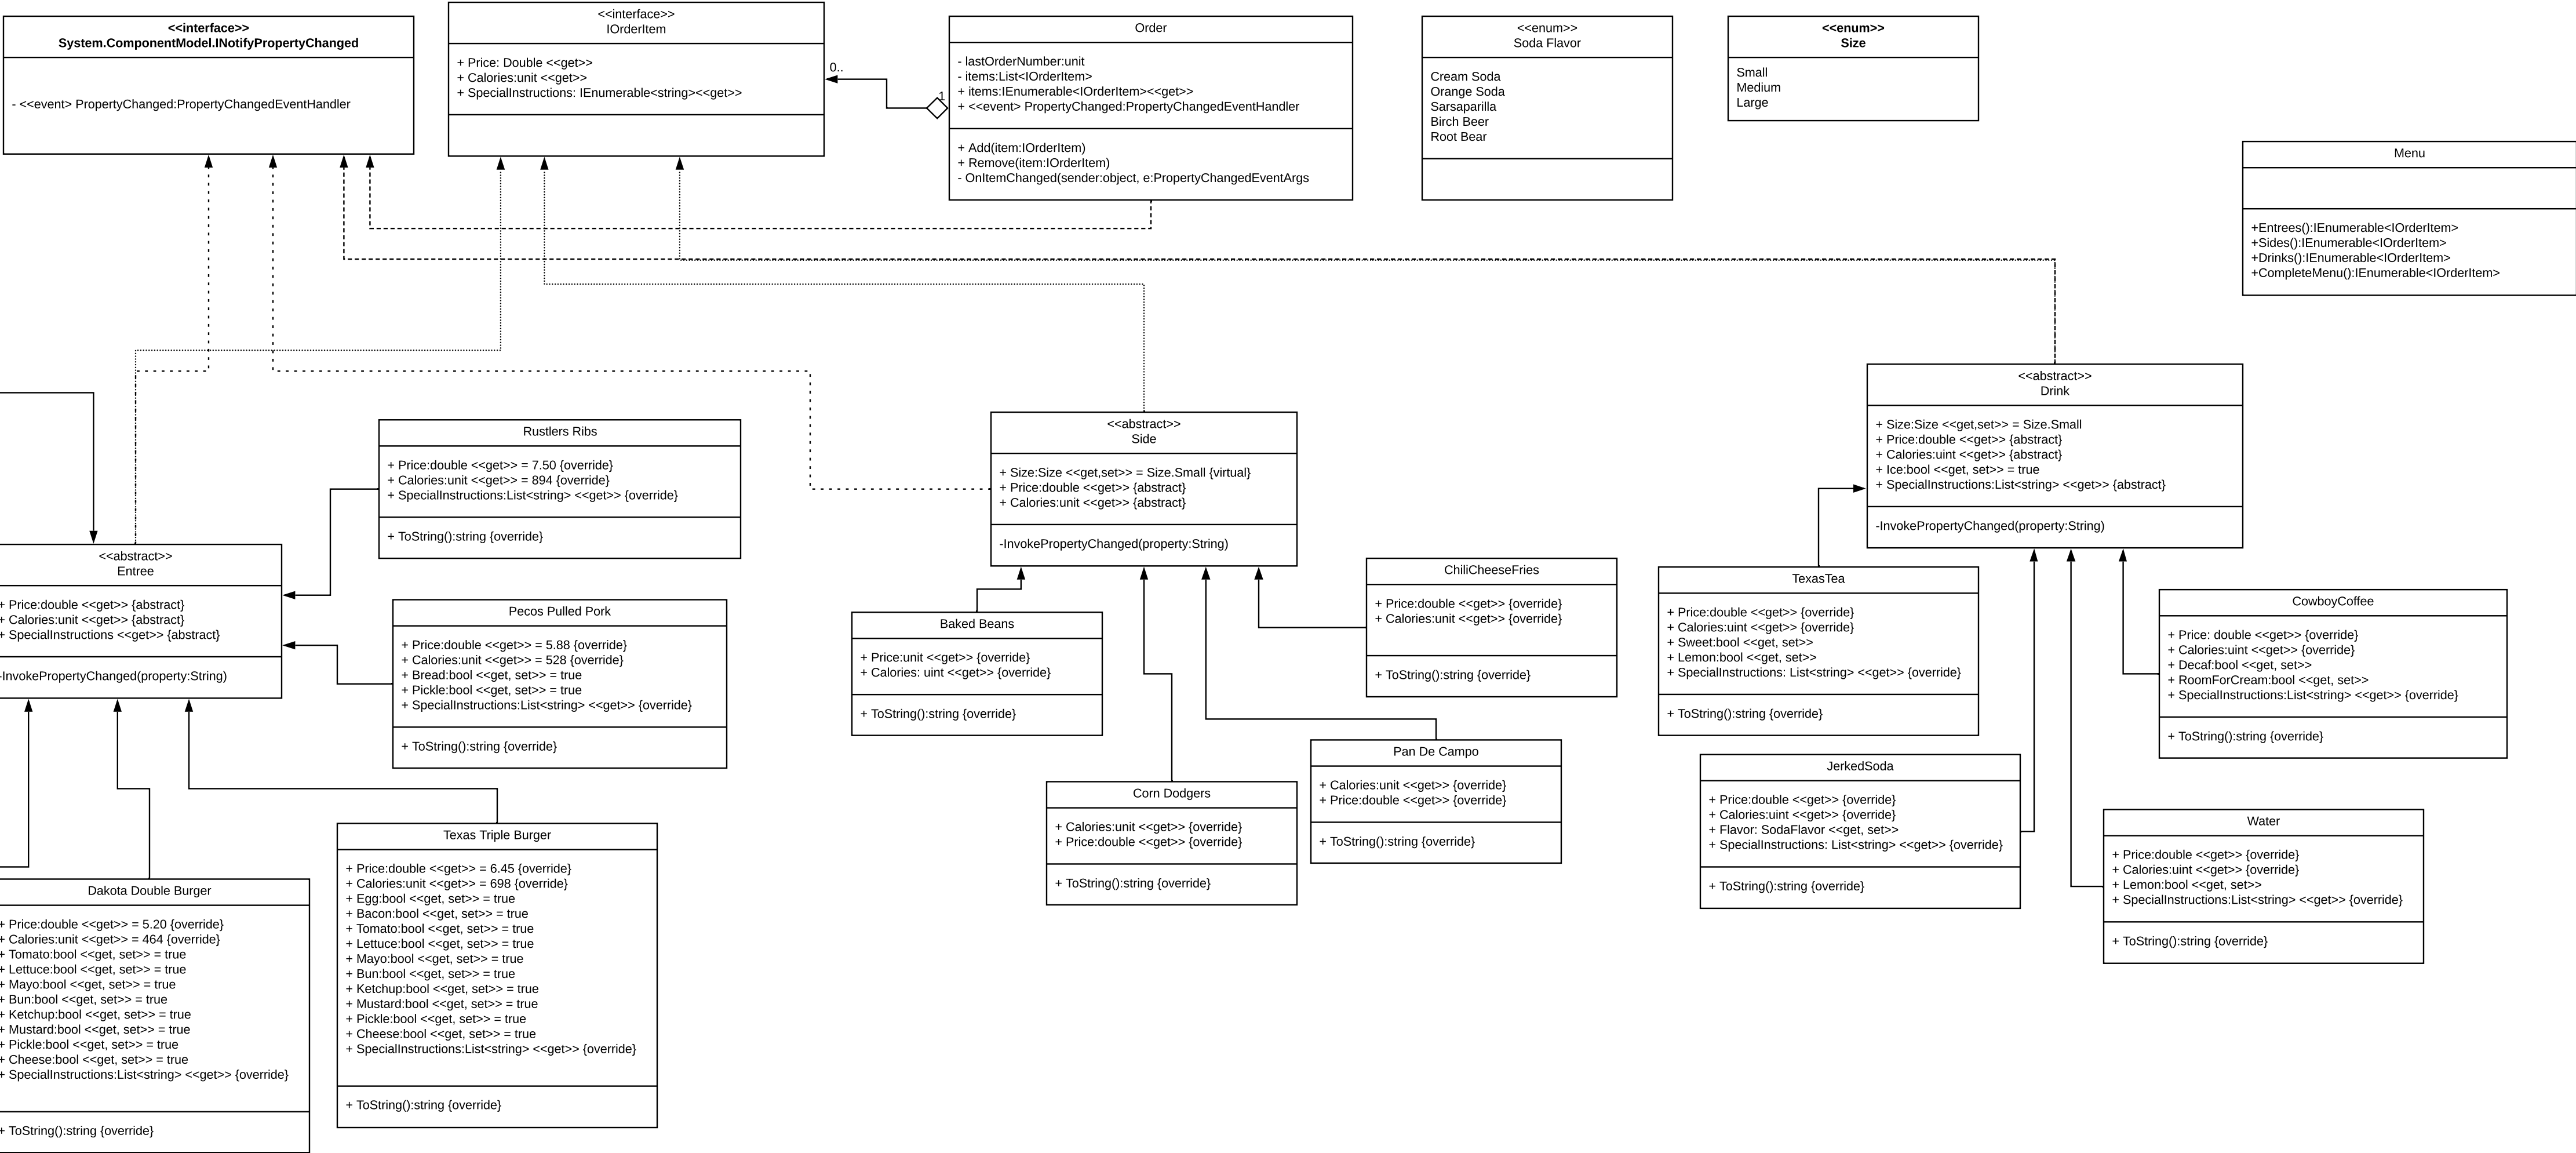 <<interface>>
System.ComponentModel.INotifyPropertyChanged
- <<event> PropertyChanged:PropertyChangedEventHandler
<<interface>>
IOrderItem
+ Price: Double <<get>>
+ Calories:unit <<get>>
+ SpecialInstructions: IEnumerable<string><<get>>
0..
1
Order
- lastOrderNumber:unit
- items:List<IOrderItem>
+ items:IEnumerable<IOrderItem><<get>>
+ <<event> PropertyChanged:PropertyChangedEventHandler
+ Add(item:IOrderItem)
+ Remove(item:IOrderItem)
- OnItemChanged(sender:object, e:PropertyChangedEventArgs
<<enum>>
Soda Flavor
Cream Soda
Orange Soda
Sarsaparilla
Birch Beer
Root Bear
<<enum>>
Size
Small
Medium
Large
Menu
+Entrees():IEnumerable<IOrderItem>
+Sides():IEnumerable<IOrderItem>
+Drinks():IEnumerable<IOrderItem>
+CompleteMenu():IEnumerable<IOrderItem>
<<abstract>>
Entree
+ Price:double <<get>> {abstract}
+ Calories:unit <<get>> {abstract}
+ SpecialInstructions <<get>> {abstract}
-InvokePropertyChanged(property:String)
Rustlers Ribs
+ Price:double <<get>> = 7.50 {override}
+ Calories:unit <<get>> = 894 {override}
+ SpecialInstructions:List<string> <<get>> {override}
+ ToString():string {override}
Pecos Pulled Pork
+ Price:double <<get>> = 5.88 {override}
+ Calories:unit <<get>> = 528 {override}
+ Bread:bool <<get, set>> = true
+ Pickle:bool <<get, set>> = true
+ SpecialInstructions:List<string> <<get>> {override}
+ ToString():string {override}
Dakota Double Burger
+ Price:double <<get>> = 5.20 {override}
+ Calories:unit <<get>> = 464 {override}
+ Tomato:bool <<get, set>> = true
+ Lettuce:bool <<get, set>> = true
+ Mayo:bool <<get, set>> = true
+ Bun:bool <<get, set>> = true
+ Ketchup:bool <<get, set>> = true
+ Mustard:bool <<get, set>> = true
+ Pickle:bool <<get, set>> = true
+ Cheese:bool <<get, set>> = true
+ SpecialInstructions:List<string> <<get>> {override}
+ ToString():string {override}
Texas Triple Burger
+ Price:double <<get>> = 6.45 {override}
+ Calories:unit <<get>> = 698 {override}
+ Egg:bool <<get, set>> = true
+ Bacon:bool <<get, set>> = true
+ Tomato:bool <<get, set>> = true
+ Lettuce:bool <<get, set>> = true
+ Mayo:bool <<get, set>> = true
+ Bun:bool <<get, set>> = true
+ Ketchup:bool <<get, set>> = true
+ Mustard:bool <<get, set>> = true
+ Pickle:bool <<get, set>> = true
+ Cheese:bool <<get, set>> = true
+ SpecialInstructions:List<string> <<get>> {override}
+ ToString():string {override}
<<abstract>>
Side
+ Size:Size <<get,set>> = Size.Small {virtual}
+ Price:double <<get>> {abstract}
+ Calories:unit <<get>> {abstract}
-InvokePropertyChanged(property:String)
Baked Beans
+ Price:unit <<get>> {override}
+ Calories: uint <<get>> {override}
+ ToString():string {override}
Corn Dodgers
+ Calories:unit <<get>> {override}
+ Price:double <<get>> {override}
+ ToString():string {override}
Pan De Campo
+ Calories:unit <<get>> {override}
+ Price:double <<get>> {override}
+ ToString():string {override}
ChiliCheeseFries
+ Price:double <<get>> {override}
+ Calories:unit <<get>> {override}
+ ToString():string {override}
<<abstract>>
Drink
+ Size:Size <<get,set>> = Size.Small
+ Price:double <<get>> {abstract}
+ Calories:uint <<get>> {abstract}
+ Ice:bool <<get, set>> = true
+ SpecialInstructions:List<string> <<get>> {abstract}
-InvokePropertyChanged(property:String)
TexasTea
+ Price:double <<get>> {override}
+ Calories:uint <<get>> {override}
+ Sweet:bool <<get, set>>
+ Lemon:bool <<get, set>>
+ SpecialInstructions: List<string> <<get>> {override}
+ ToString():string {override}
JerkedSoda
+ Price:double <<get>> {override}
+ Calories:uint <<get>> {override}
+ Flavor: SodaFlavor <<get, set>>
+ SpecialInstructions: List<string> <<get>> {override}
+ ToString():string {override}
CowboyCoffee
+ Price: double <<get>> {override}
+ Calories:uint <<get>> {override}
+ Decaf:bool <<get, set>>
+ RoomForCream:bool <<get, set>>
+ SpecialInstructions:List<string> <<get>> {override}
+ ToString():string {override}
Water
+ Price:double <<get>> {override}
+ Calories:uint <<get>> {override}
+ Lemon:bool <<get, set>>
+ SpecialInstructions:List<string> <<get>> {override}
+ ToString():string {override}